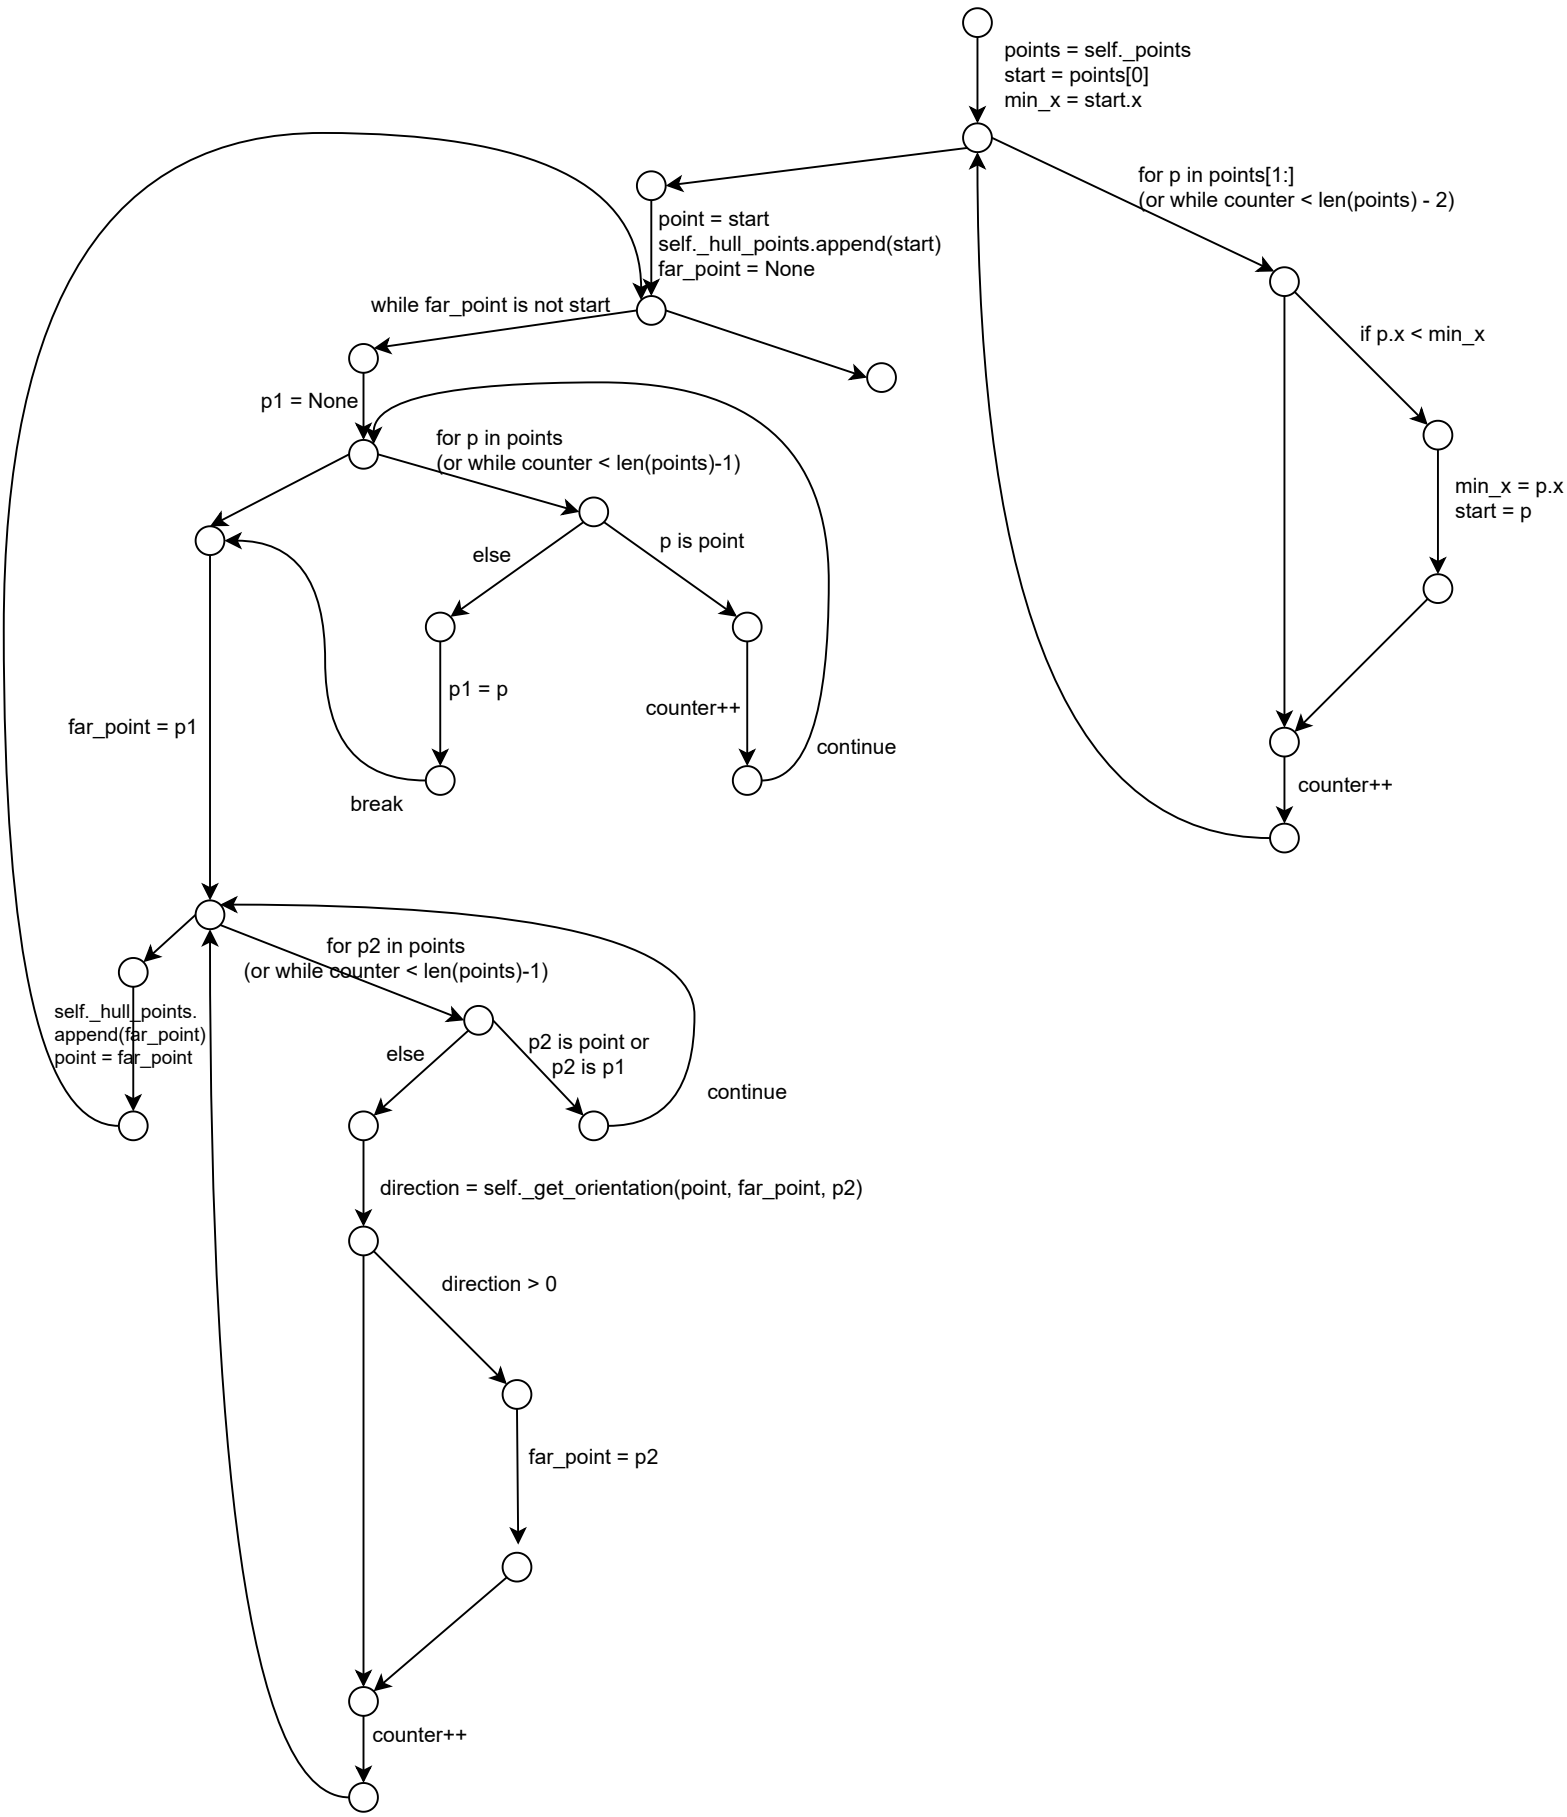 points = self._points
start = points[0]
min_x = start.x
for p in points[1:]
(or while counter < len(points) - 2)
point = start
self._hull_points.append(start)
far_point = None
while far_point is not start
if p.x < min_x
p1 = None
for p in points
(or while counter < len(points)-1)
min_x = p.x
start = p
else
p is point
p1 = p
counter++
far_point = p1
continue
counter++
break
for p2 in points
(or while counter < len(points)-1)
self._hull_points.
append(far_point)
point = far_point
else
p2 is point or
p2 is p1
continue
direction = self._get_orientation(point, far_point, p2)
direction > 0
far_point = p2
counter++